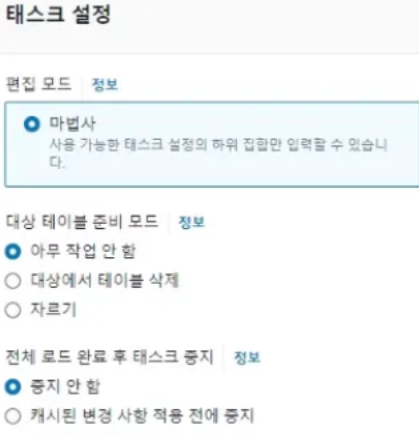 태스크 설정
편집 모드 정보
마법사
사용 가능한 태스크 설정의 하위 집합만 입력할 수 있습니
다.
대상 테이블 준비 모드 정보
아무 작업 안 함
대상에서 테이블 삭제
자르기
전체 로드 완료 후 태스크 중지 정보
중지 안 함
캐시된 변경 사항 적용 전에 중지